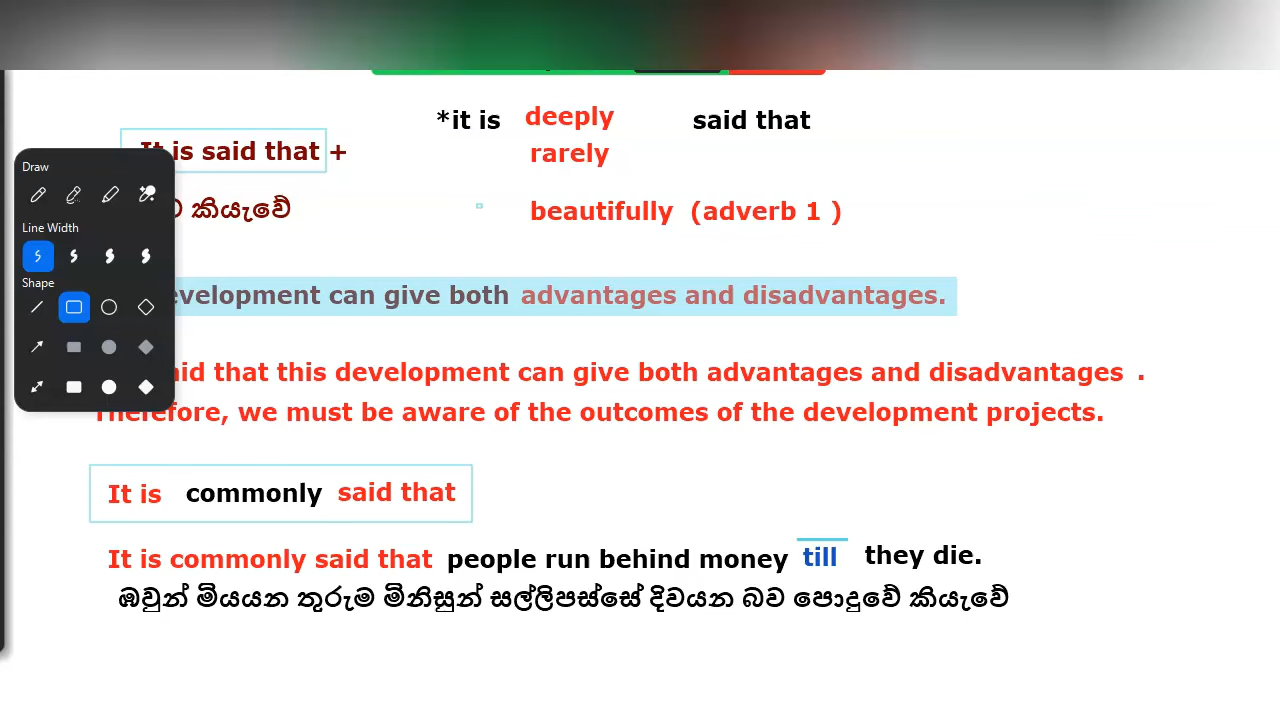 *it is deeply said that
It is said that +
rarely
කියැවේ
beautifully (adverb 1 )
Draw
Line Width
Shape
development can give both advantages and disadvantages.
said that this development can give both advantages and disadvantages .
Therefore, we must be aware of the outcomes of the development projects.
It is commonly said that
It is commonly said that people run behind money till they die.
ඔවුන් මියයන තුරුම මිනිසුන් සල්ලිපස්සේ දිවයන බව පොදුවේ කියැවේ